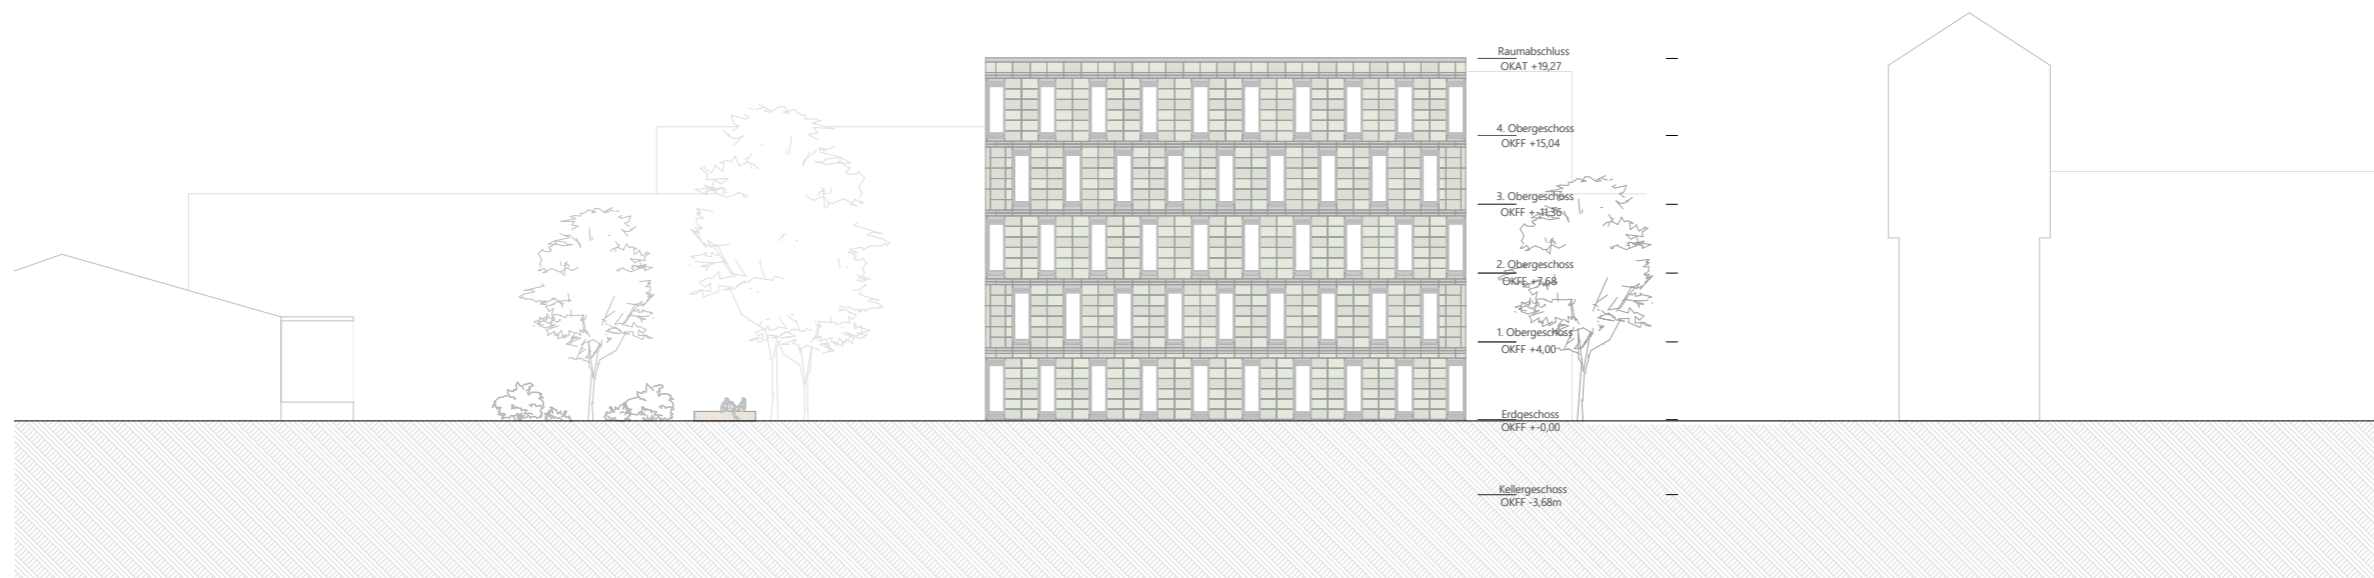 Raumabschluss
OKAT +19,27
4. Obergeschoss
OKFF +15,04
3. Obergeschoss
OKFF +-11,36
2. Obergeschoss
OKFF +7,68
1. Obergeschoss
OKFF +4,00
Erdgeschoss
OKFF +-0,00
Kellergeschoss
OKFF -3,68m